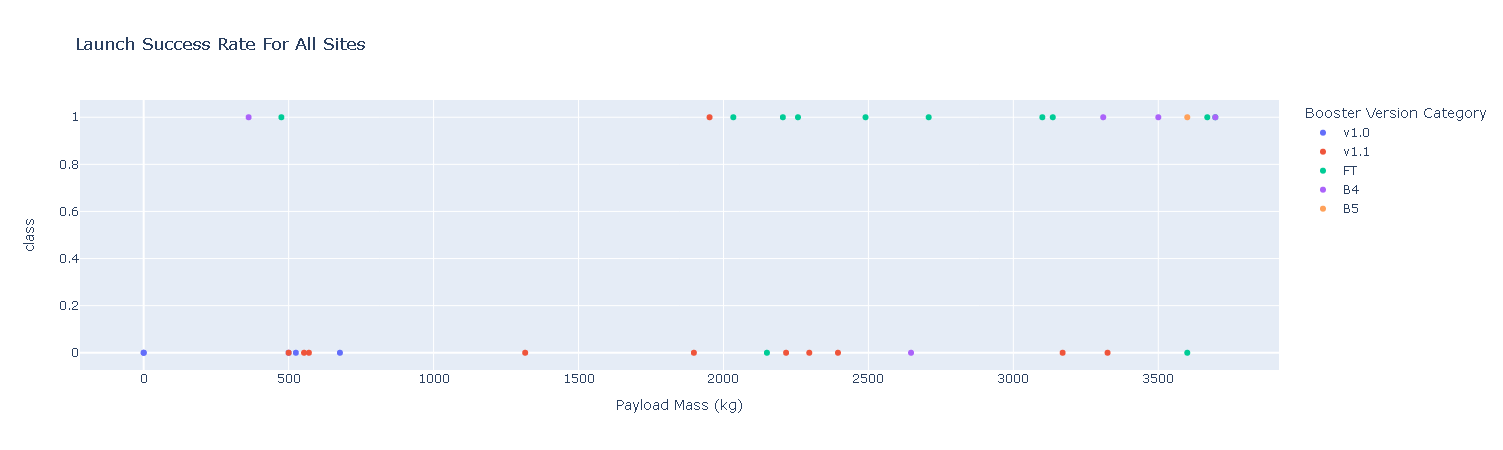 Launch Success Rate For All Sites
Booster Version Category
v1.0
v1.1
FT
B4
B5
class
1
0.8
0.6
0.4
0.2
0
0 500 1000 1500 2000 2500 3000 3500
Payload Mass (kg)